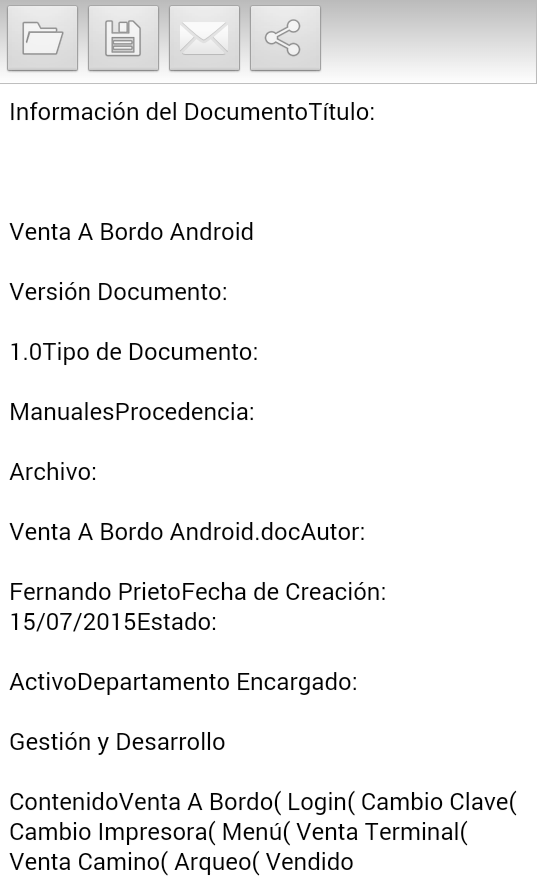 Información del DocumentoTítulo:
Venta A Bordo Android
Versión Documento:
1.0Tipo de Documento:
ManualesProcedencia:
Archivo:
Venta A Bordo Android.docAutor:
Fernando PrietoFecha de Creación:
15/07/2015Estado:
ActivoDepartamento Encargado:
Gestión y Desarrollo
ContenidoVenta A Bordo( Login( Cambio Clave(
Cambio Impresora( Menú( Venta Terminal(
Venta Camino( Arqueo( Vendido